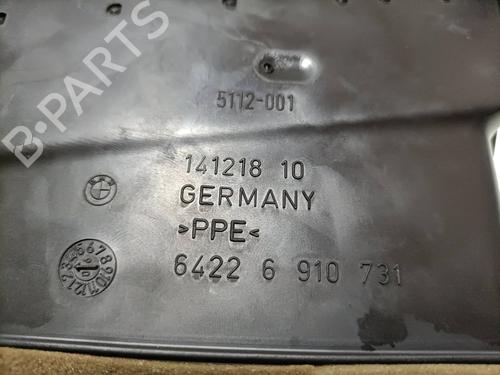 B-PARTS
5112-001
141218 10
GERMANY
>PPE<
6422 6 910 731